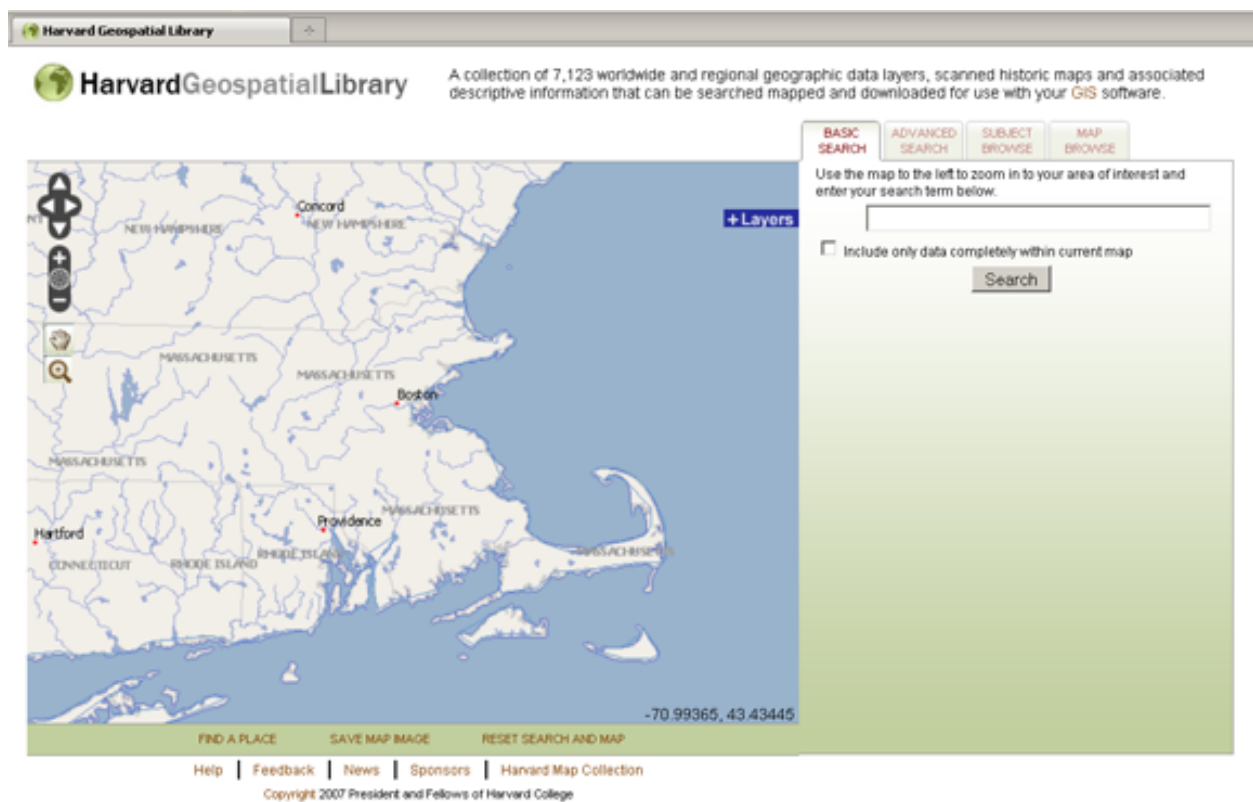 Harvard Geospatial Library
HarvardGeospatialLibrary
A collection of 7,123 worldwide and regional geographic data layers, scanned historic maps and associated
descriptive information that can be searched mapped and downloaded for use with your GIS software.
BASIC SEARCH
ADVANCED SEARCH
SUBJECT BROWSE
MAP BROWSE
Use the map to the left to zoom in to your area of interest and
enter your search term below.
Include only data completely within current map
Search
+Layers
Concord
NEW HAMPSHIRE
NEW HAMPSHIRE
MASSACHUSETTS
MASSACHUSETTS
Boston
MASSACHUSETTS
MASSACHUSETTS
Providence
Hartford
MASSACHUSETTS
CONNECTICUT
RHODE ISLAND
RHODE ISLAND
-70.99365, 43.43445
FIND A PLACE
SAVE MAP IMAGE
RESET SEARCH AND MAP
Help | Feedback | News | Sponsors | Harvard Map Collection
Copyright 2007 President and Fellows of Harvard College